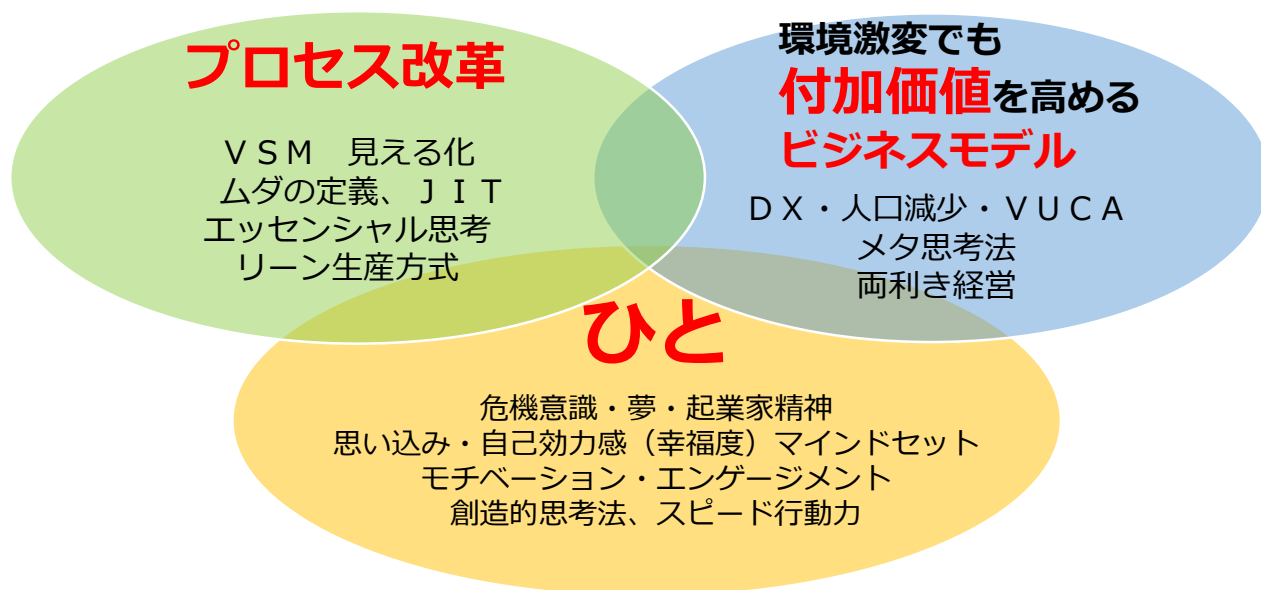 プロセス改革
ＶＳＭ　見える化
ムダの定義、ＪＩＴ
エッセンシャル思考
リーン生産方式
環境激変でも
付加価値を高める
ビジネスモデル
ＤＸ・人口減少・ＶＵＣＡ
メタ思考法
両利き経営
ひと
危機意識・夢・起業家精神
思い込み・自己効力感（幸福度）マインドセット
モチベーション・エンゲージメント
創造的思考法、スピード行動力